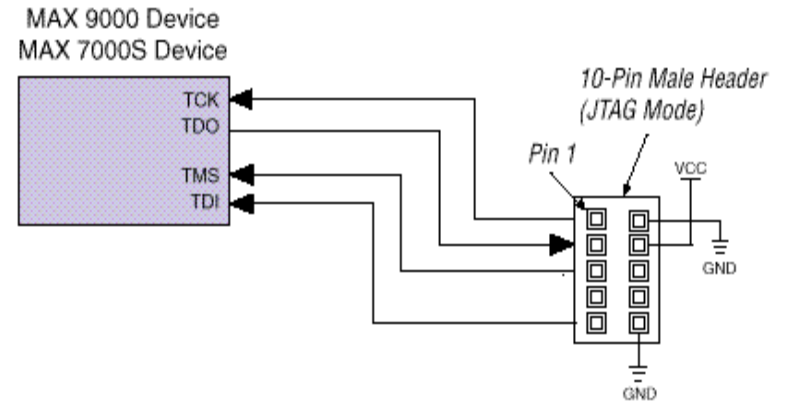 MAX 9000 Device
MAX 7000S Device
TCK
TDO
TMS
TDI
10-Pin Male Header
(JTAG Mode)
Pin 1
VCC
GND
GND